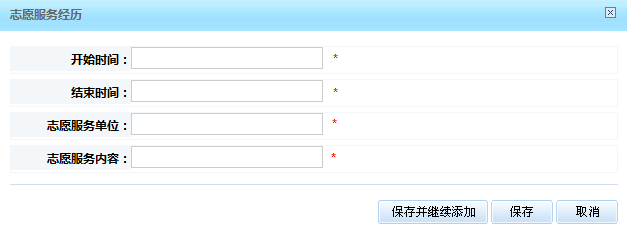 志愿服务经历
开始时间： *
结束时间： *
志愿服务单位： *
志愿服务内容： *
保存并继续添加 保存 取消